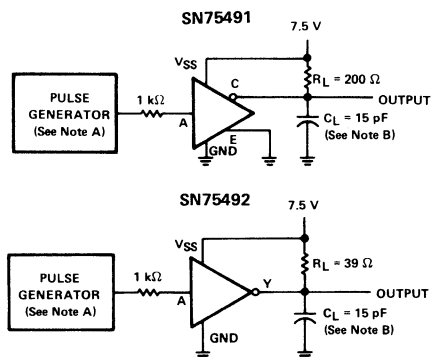 SN75491
7.5 V
VSS
C
RL = 200 Ω
PULSE
GENERATOR
(See Note A)
1 kΩ
A
OUTPUT
CL = 15 pF
(See Note B)
E
GND
SN75492
7.5 V
VSS
RL = 39 Ω
PULSE
GENERATOR
(See Note A)
1 kΩ
A
Y
OUTPUT
CL = 15 pF
(See Note B)
GND